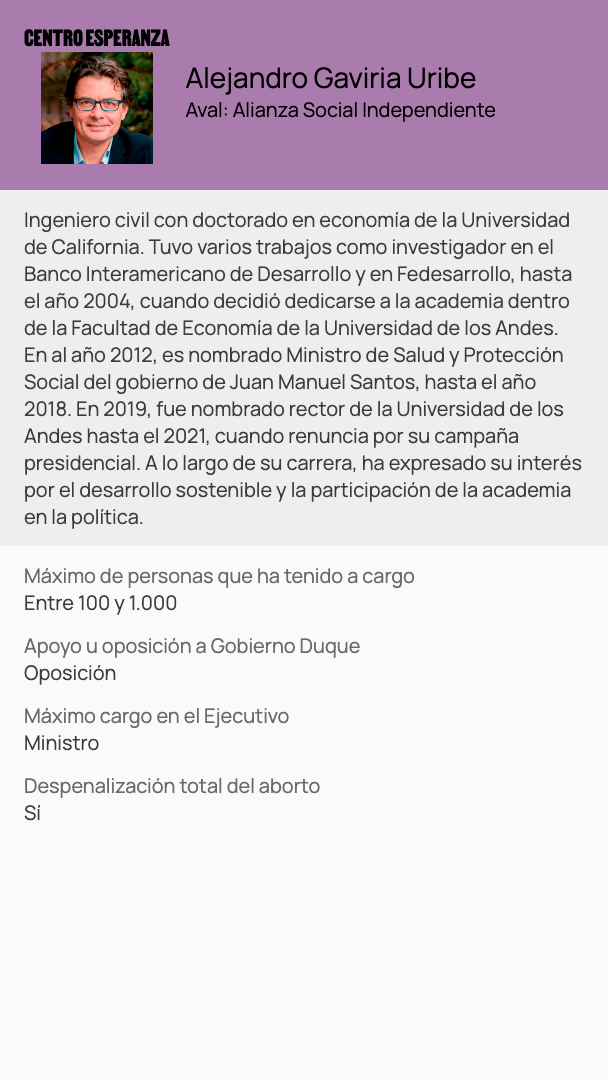 CENTRO ESPERANZA
Alejandro Gaviria Uribe
Aval: Alianza Social Independiente
Ingeniero civil con doctorado en economía de la Universidad
de California. Tuvo varios trabajos como investigador en el
Banco Interamericano de Desarrollo y en Fedesarrollo, hasta
el año 2004, cuando decidió dedicarse a la academia dentro
de la Facultad de Economía de la Universidad de los Andes.
En al año 2012, es nombrado Ministro de Salud y Protección
Social del gobierno de Juan Manuel Santos, hasta el año
2018. En 2019, fue nombrado rector de la Universidad de los
Andes hasta el 2021, cuando renuncia por su campaña
presidencial. A lo largo de su carrera, ha expresado su interés
por el desarrollo sostenible y la participación de la academia
en la política.
Máximo de personas que ha tenido a cargo
Entre 100 y 1.000
Apoyo u oposición a Gobierno Duque
Oposición
Máximo cargo en el Ejecutivo
Ministro
Despenalización total del aborto
Sí